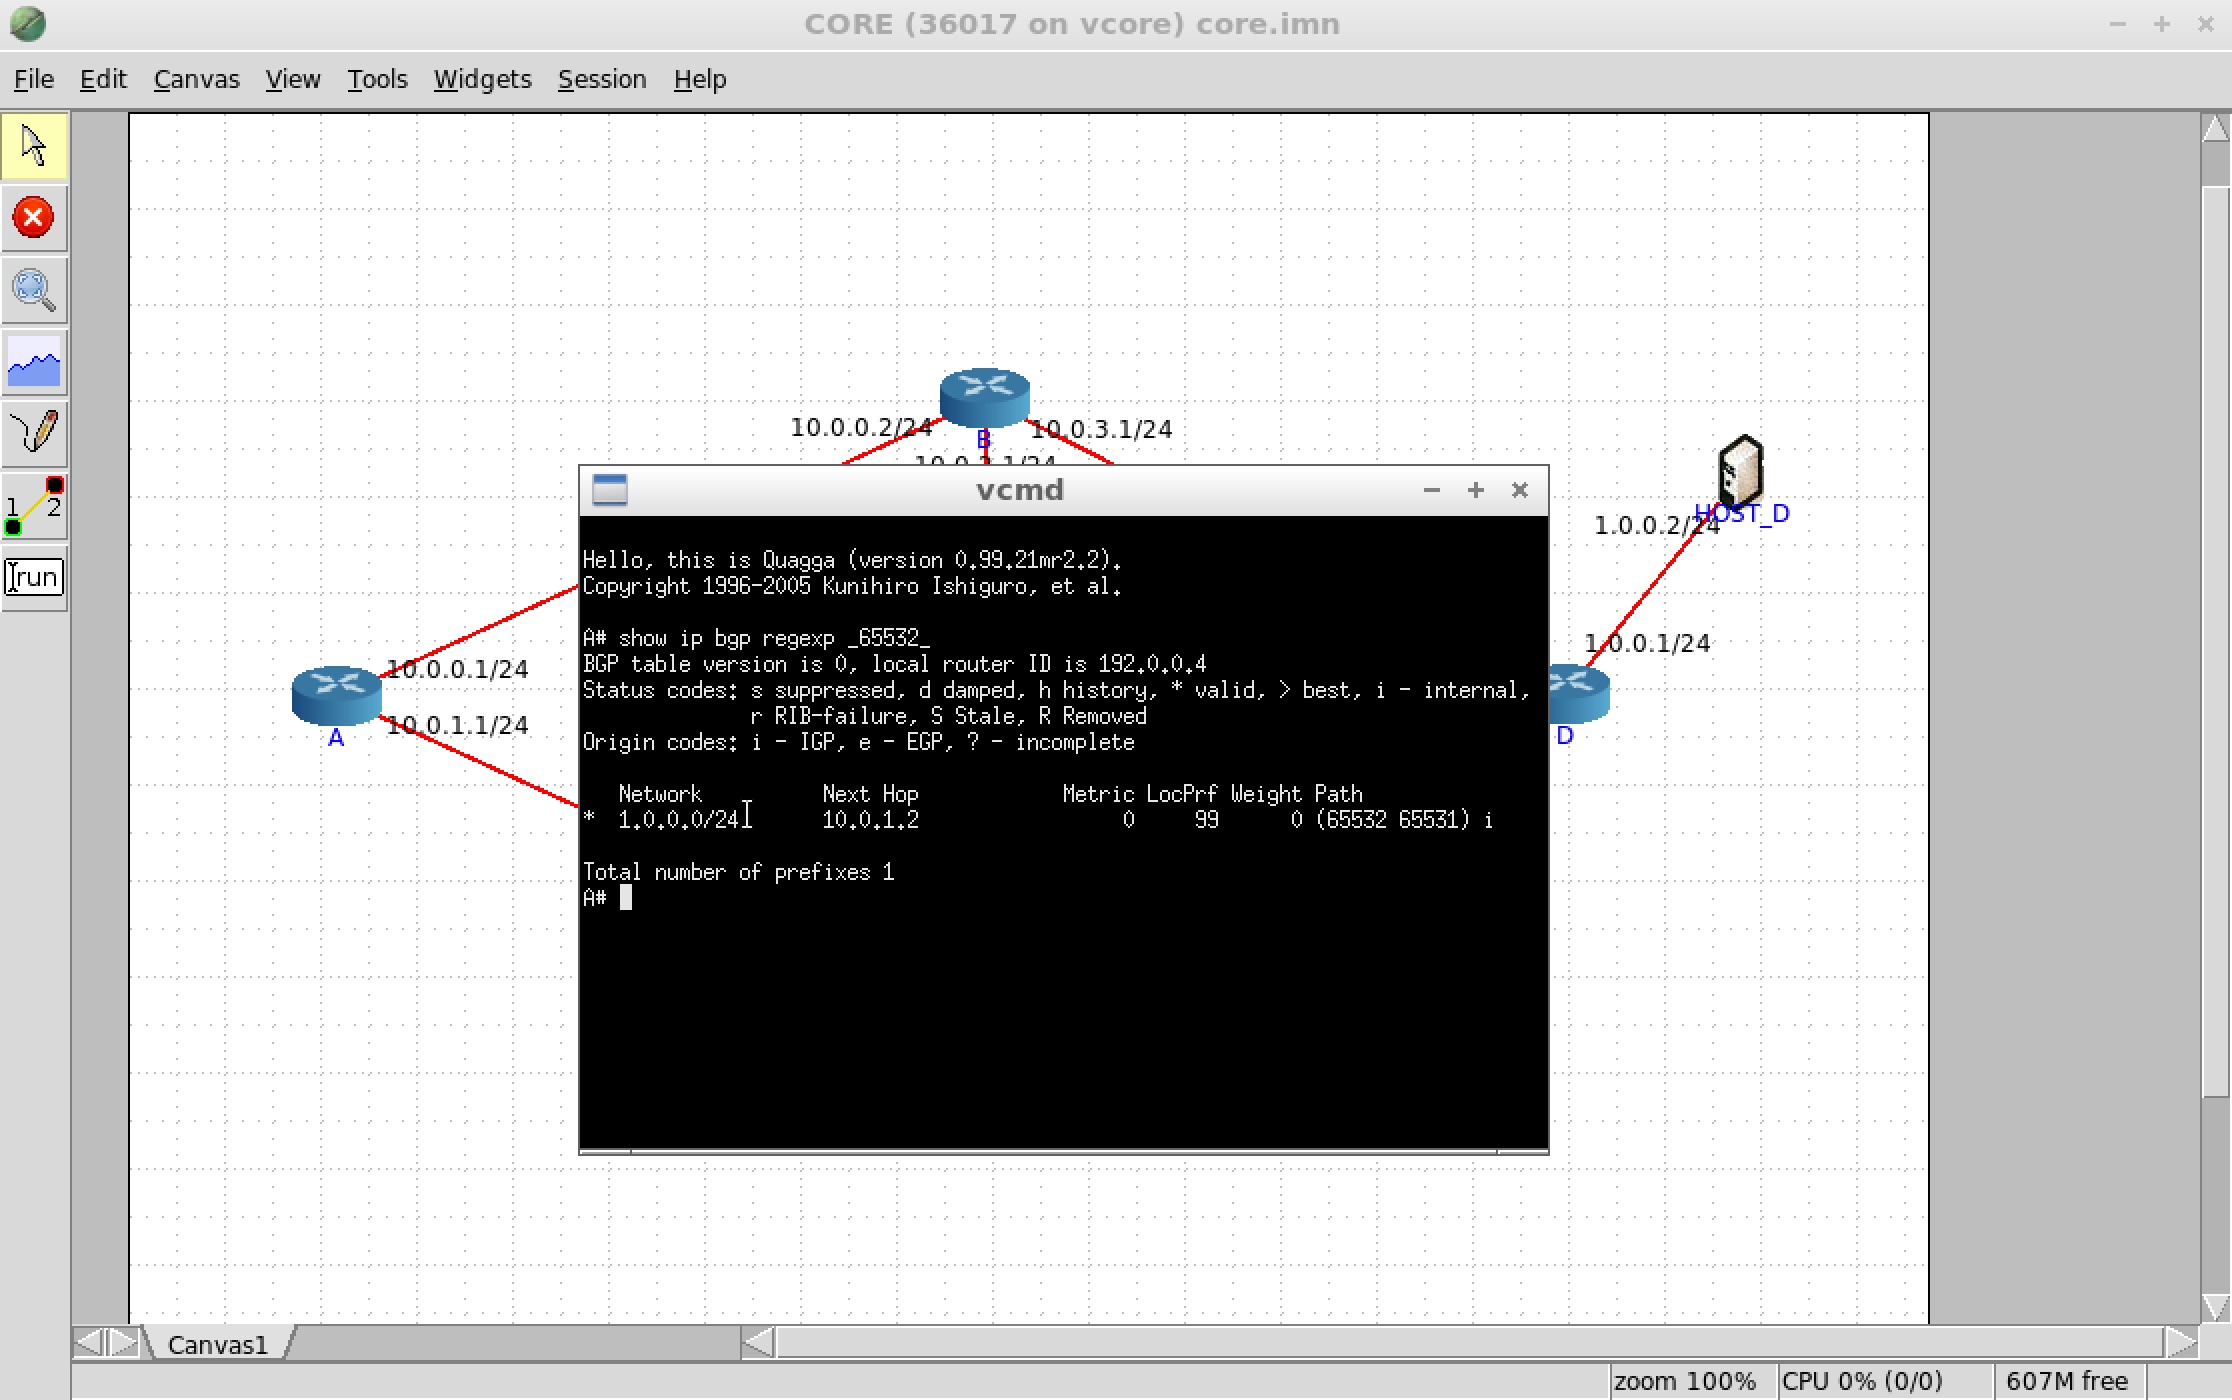 CORE (36017 on vcore) core.imn
File Edit Canvas View Tools Widgets Session Help
1 2
run
10.0.0.2/24
B
10.0.3.1/24
10.0.2.1/24
vcmd
Hello, this is Quagga (version 0.99.21mr2.2).
Copyright 1996-2005 Kunihiro Ishiguro, et al.
A# show ip bgp regexp _65532_
BGP table version is 0, local router ID is 192.0.0.4
Status codes: s suppressed, d damped, h history, * valid, > best, i - internal,
r RIB-failure, S Stale, R Removed
Origin codes: i - IGP, e - EGP, ? - incomplete
Network Next Hop Metric LocPrf Weight Path
* 1.0.0.0/24 10.0.1.2 0 99 0 (65532 65531) i
Total number of prefixes 1
A#
HOST_D
1.0.0.2/24
1.0.0.1/24
D
10.0.0.1/24
10.0.1.1/24
A
Canvas1
zoom 100% CPU 0% (0/0) 607M free